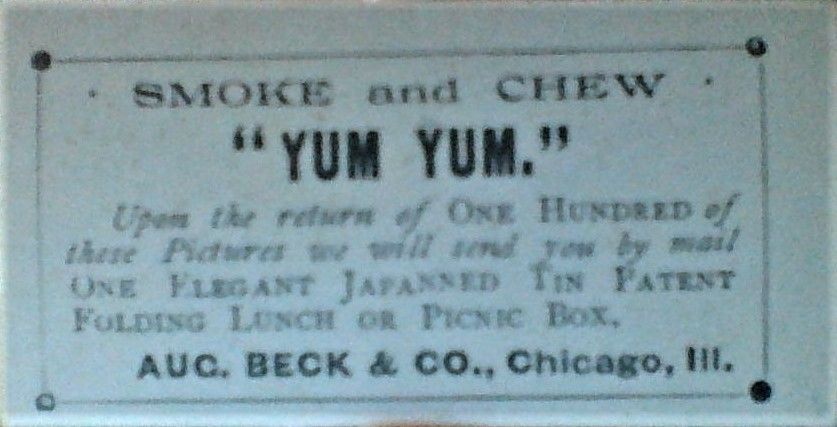 · SMOKE and CHEW ·
"YUM YUM."
Upon the return of ONE HUNDRED of
these Pictures we will send you by mail
ONE ELEGANT JAPANNED TIN PATENT
FOLDING LUNCH OR PICNIC BOX.
AUG. BECK & CO., Chicago, Ill.